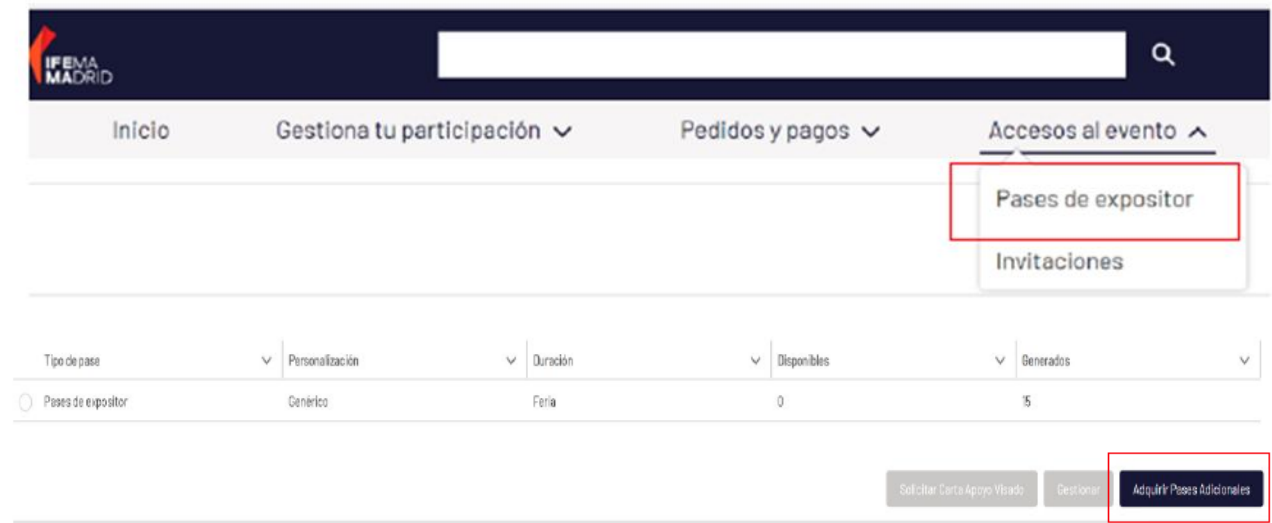 IFEMA
MADRID
Inicio Gestiona tu participación Pedidos y pagos Accesos al evento
Pases de expositor
Invitaciones
Tipo de pase Personalización Duración Disponibles Generados
Pases de expositor Genérico Feria 0 15
Solicitar Carta Apoyo Visado Gestionar Adquirir Pases Adicionales